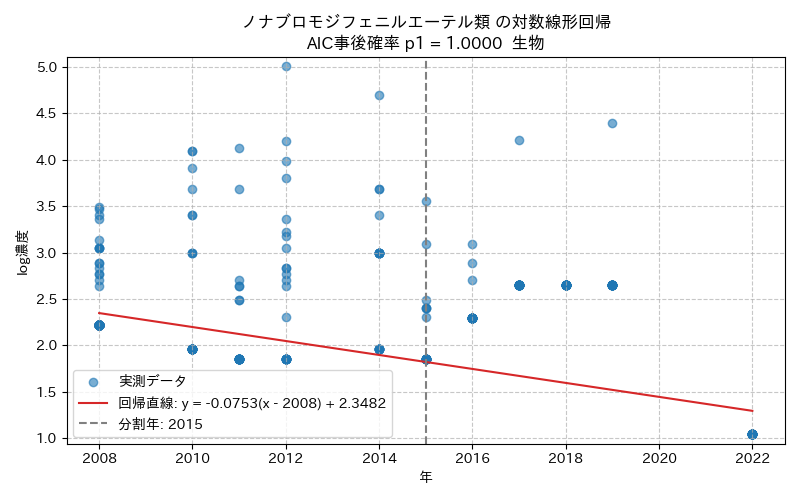 ノナブロモジフェニルエーテル類 の対数線形回帰
AIC事後確率 p1 = 1.0000 生物
5.0
4.5
4.0
3.5
3.0
2.5
2.0
1.5
1.0
log濃度
実測データ
回帰直線: y = -0.0753(x - 2008) + 2.3482
分割年: 2015
2008
2010
2012
2014
2016
2018
2020
2022
年